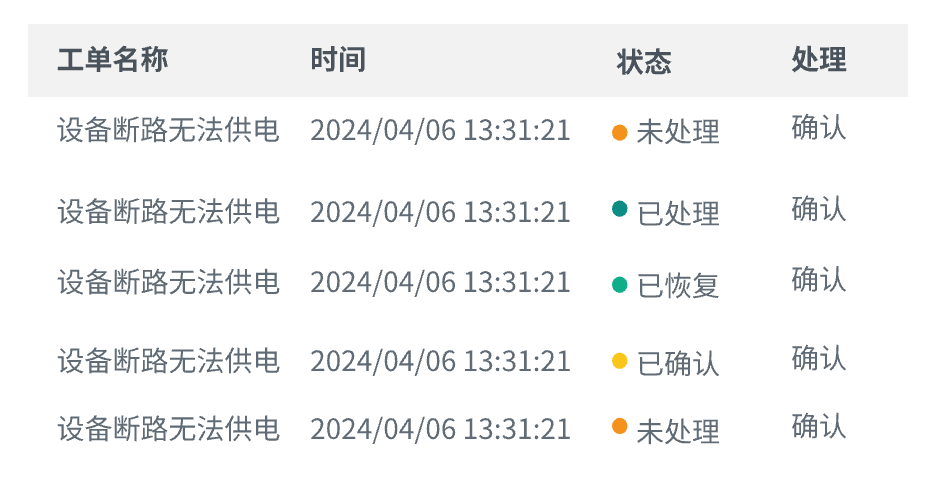 工单名称 时间 状态 处理
设备断路无法供电 2024/04/06 13:31:21 未处理 确认
设备断路无法供电 2024/04/06 13:31:21 已处理 确认
设备断路无法供电 2024/04/06 13:31:21 已恢复 确认
设备断路无法供电 2024/04/06 13:31:21 已确认 确认
设备断路无法供电 2024/04/06 13:31:21 未处理 确认